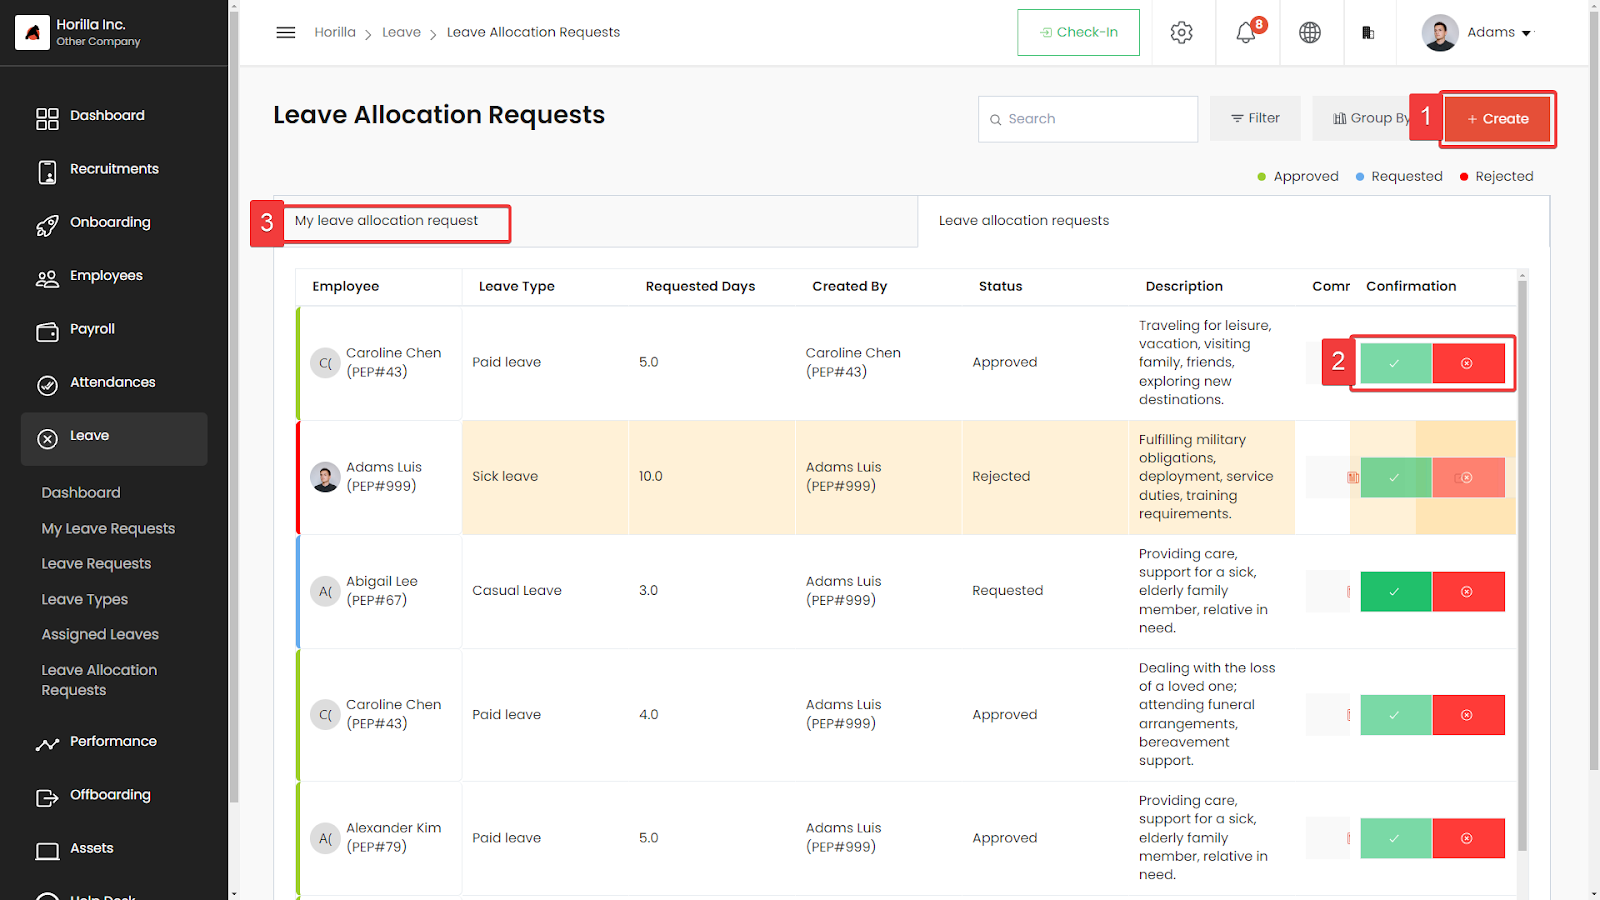 Horilla Inc.
Other Company
Dashboard
Recruitments
Onboarding
Employees
Payroll
Attendances
Leave
Dashboard
My Leave Requests
Leave Requests
Leave Types
Assigned Leaves
Leave Allocation
Requests
Performance
Offboarding
Assets
Help Desk
Horilla > Leave > Leave Allocation Requests
Check-In
8
Adams
Leave Allocation Requests
Search
Filter
Group By
1
+ Create
Approved
Requested
Rejected
3
My leave allocation request
Leave allocation requests
Employee Leave Type Requested Days Created By Status Description Comr Confirmation
C(
Caroline Chen
(PEP#43)
Paid leave
5.0
Caroline Chen
(PEP#43)
Approved
Traveling for leisure,
vacation, visiting
family, friends,
exploring new
destinations.
2
Adams Luis
(PEP#999)
Sick leave
10.0
Adams Luis
(PEP#999)
Rejected
Fulfilling military
obligations,
deployment, service
duties, training
requirements.
A(
Abigail Lee
(PEP#67)
Casual Leave
3.0
Adams Luis
(PEP#999)
Requested
Providing care,
support for a sick,
elderly family
member, relative in
need.
C(
Caroline Chen
(PEP#43)
Paid leave
4.0
Adams Luis
(PEP#999)
Approved
Dealing with the loss
of a loved one;
attending funeral
arrangements,
bereavement
support.
A(
Alexander Kim
(PEP#79)
Paid leave
5.0
Adams Luis
(PEP#999)
Approved
Providing care,
support for a sick,
elderly family
member, relative in
need.